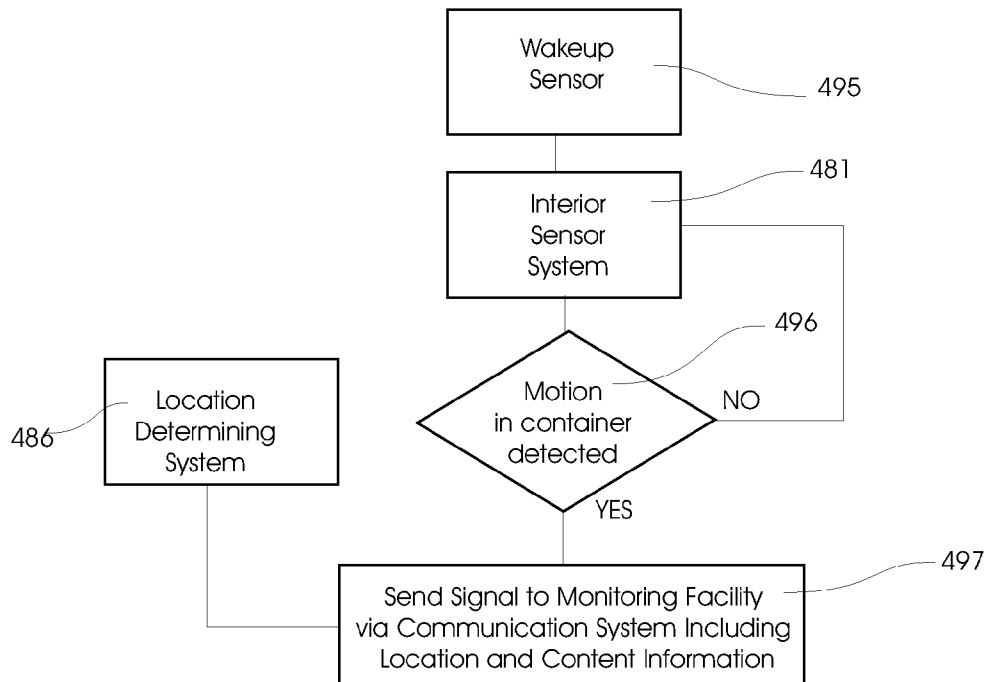 Wakeup
Sensor
495
481
Interior
Sensor
System
496
Motion
in container
detected
NO
Location
Determining
System
486
YES
497
Send Signal to Monitoring Facility
via Communication System Including
Location and Content Information